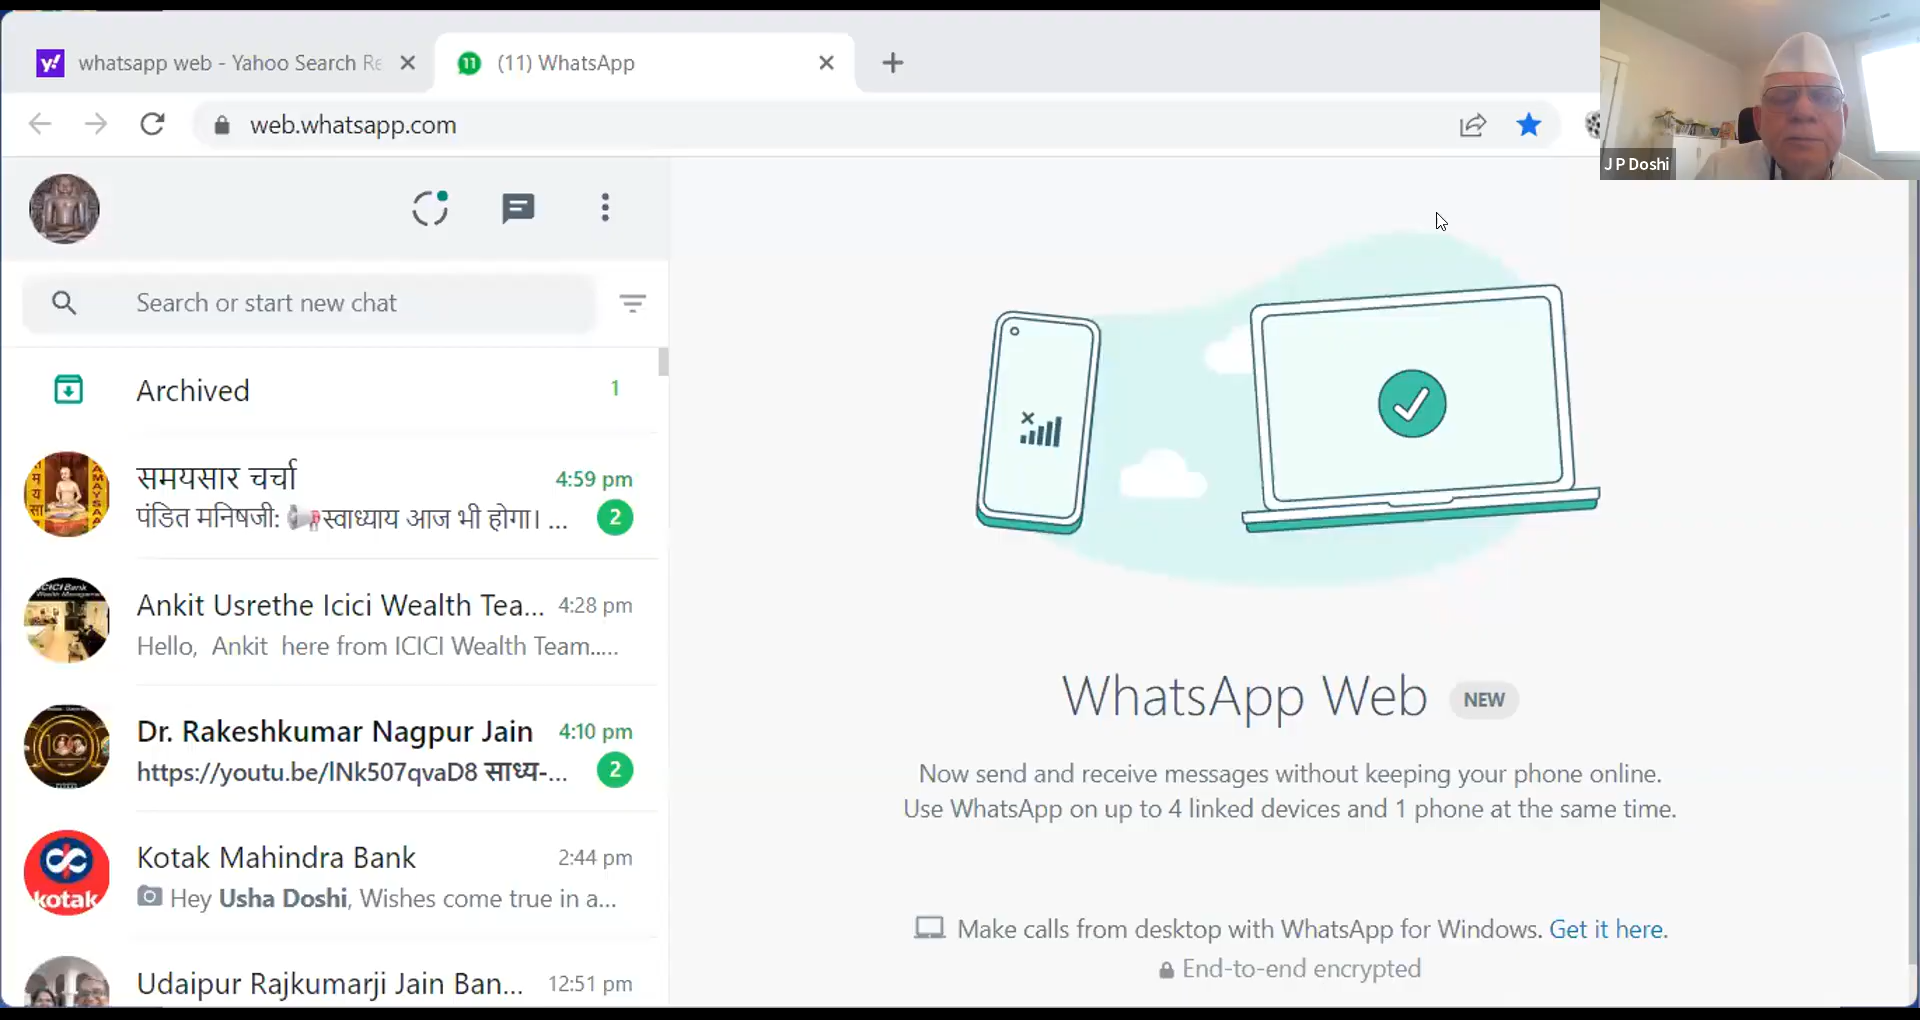 whatsapp web - Yahoo Search Re
(11) WhatsApp
web.whatsapp.com
J P Doshi
Search or start new chat
Archived 1
समयसार चर्चा 4:59 pm
पंडित मनिषजी: स्वाध्याय आज भी होगा। ... 2
Ankit Usrethe Icici Wealth Tea... 4:28 pm
Hello, Ankit here from ICICI Wealth Team.....
Dr. Rakeshkumar Nagpur Jain 4:10 pm
https://youtu.be/lNk507qvaD8 साध्य-... 2
Kotak Mahindra Bank 2:44 pm
kotak
Hey Usha Doshi, Wishes come true in a...
Udaipur Rajkumarji Jain Ban... 12:51 pm
WhatsApp Web NEW
Now send and receive messages without keeping your phone online.
Use WhatsApp on up to 4 linked devices and 1 phone at the same time.
Make calls from desktop with WhatsApp for Windows. Get it here.
End-to-end encrypted